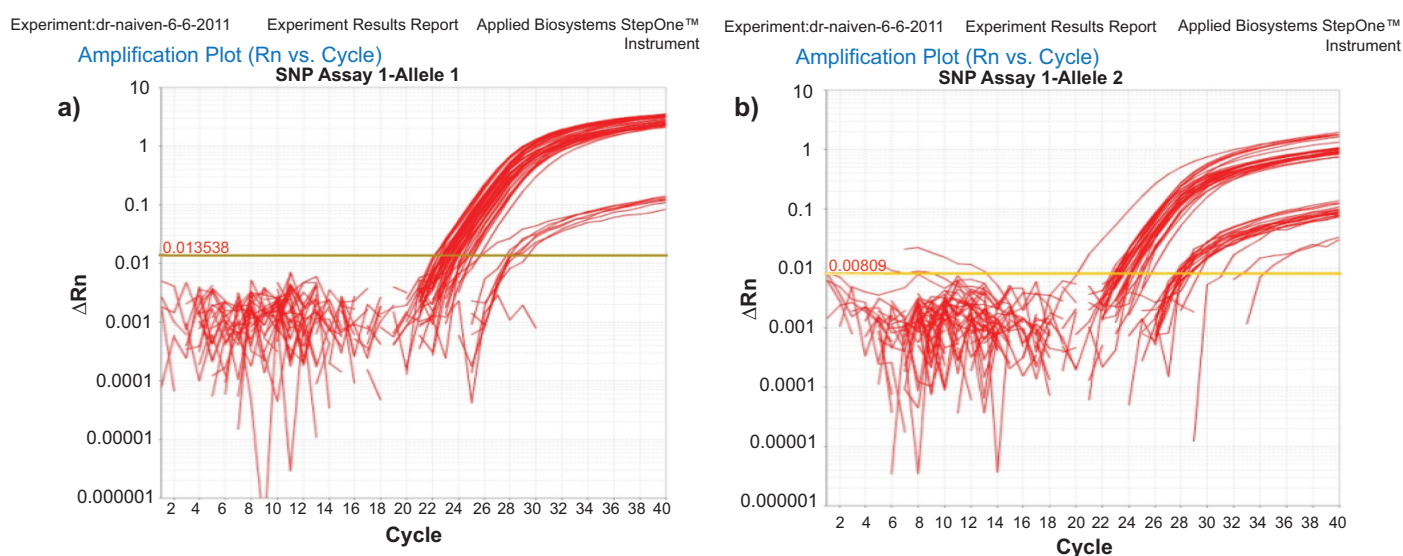 Experiment:dr-naiven-6-6-2011 Experiment Results Report Applied Biosystems StepOne™
Instrument
Amplification Plot (Rn vs. Cycle)
SNP Assay 1-Allele 1
a)
10
1
0.1
0.013538
0.01
0.001
0.0001
0.00001
0.000001
ΔRn
2 4 6 8 10 12 14 16 18 20 22 24 26 28 30 32 34 36 38 40
Cycle
Experiment:dr-naiven-6-6-2011 Experiment Results Report Applied Biosystems StepOne™
Instrument
Amplification Plot (Rn vs. Cycle)
SNP Assay 1-Allele 2
b)
10
1
0.1
0.00809
0.01
0.001
0.0001
0.00001
0.000001
ΔRn
2 4 6 8 10 12 14 16 18 20 22 24 26 28 30 32 34 36 38 40
Cycle